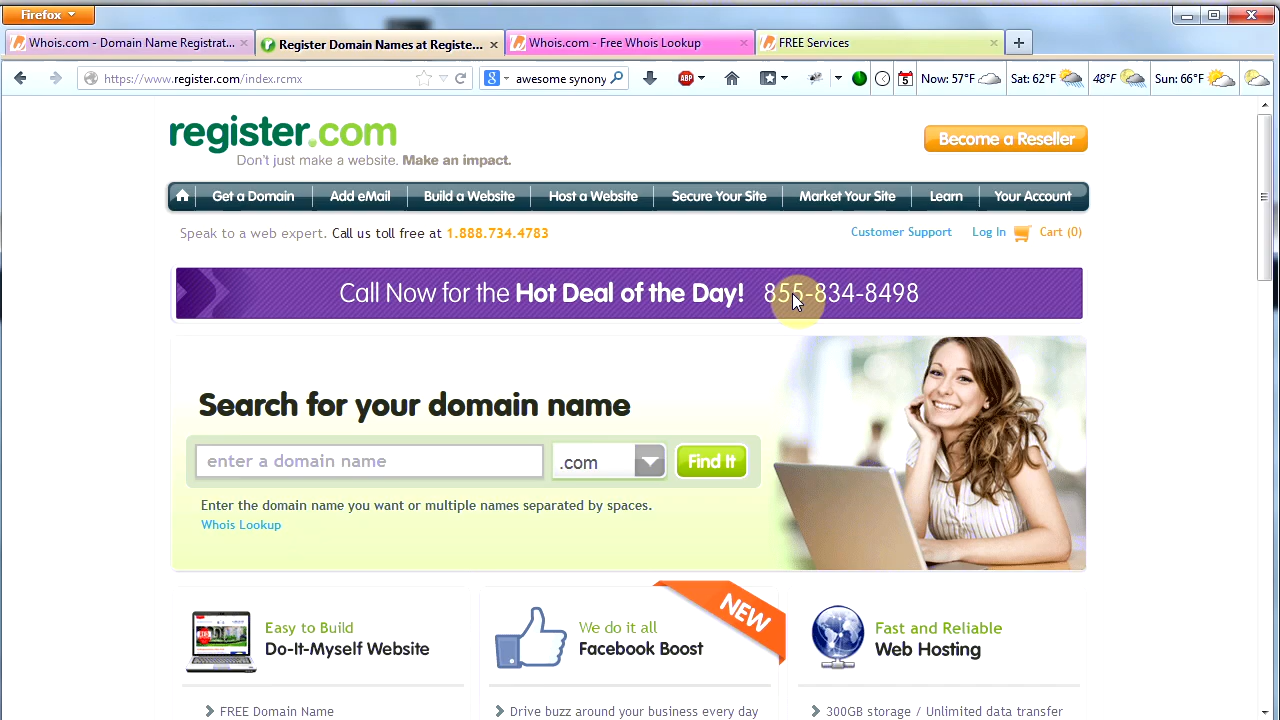 Firefox
Whois.com - Domain Name Registrat...
Register Domain Names at Registe...
Whois.com - Free Whois Lookup
FREE Services
https://www.register.com/index.rcmx
awesome synony
ABP
5
Now: 57°F
Sat: 62°F
48°F
Sun: 66°F
register.com
Don't just make a website. Make an impact.
Become a Reseller
Get a Domain
Add eMail
Build a Website
Host a Website
Secure Your Site
Market Your Site
Learn
Your Account
Speak to a web expert. Call us toll free at 1.888.734.4783
Customer Support
Log In
Cart (0)
Call Now for the Hot Deal of the Day! 855-834-8498
Search for your domain name
enter a domain name
.com
Find It
Enter the domain name you want or multiple names separated by spaces.
Whois Lookup
Easy to Build
Do-It-Myself Website
FREE Domain Name
We do it all
Facebook Boost
NEW
Drive buzz around your business every day
Fast and Reliable
Web Hosting
300GB storage / Unlimited data transfer